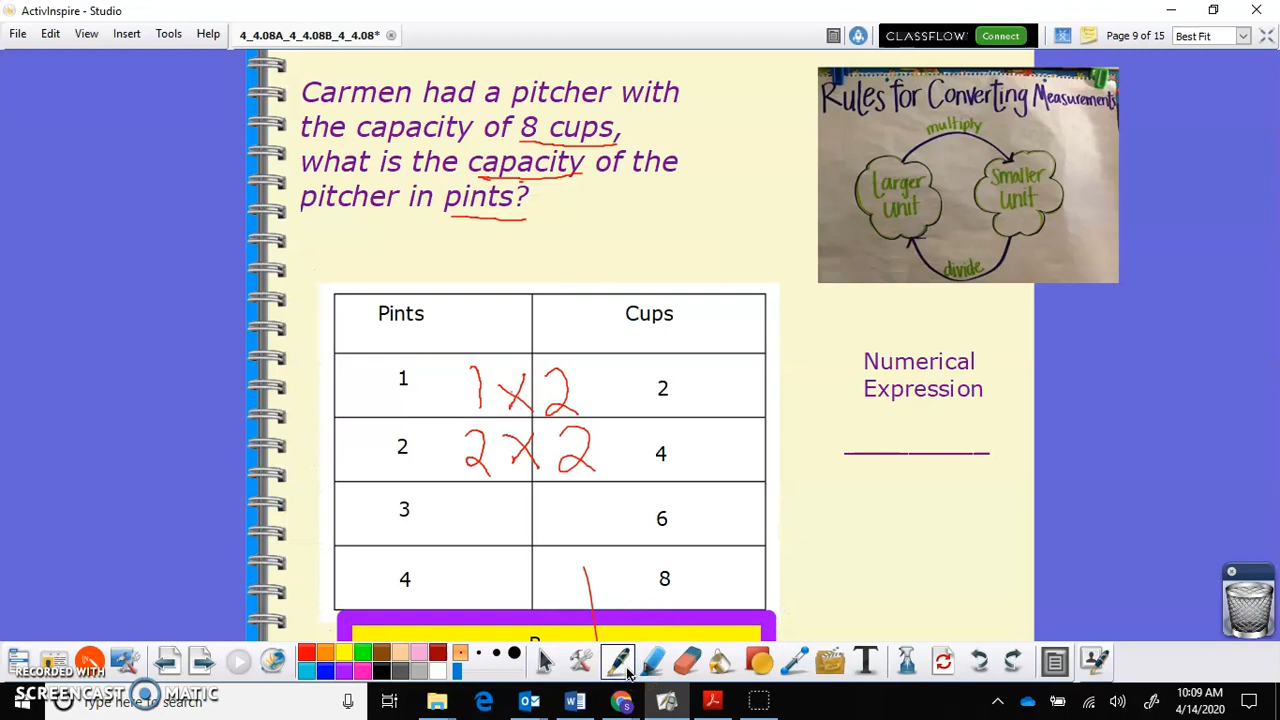 ActivInspire - Studio
File Edit View Insert Tools Help 4_4.08A_4_4.08B_4_4.08* CLASSFLOW Connect Page 9 of 15 Best Fit
Carmen had a pitcher with
the capacity of 8 cups,
what is the capacity of the
pitcher in pints?
Rules for Converting Measurements
multiply
Larger unit
Smaller unit
divide
Pints Cups
1 1 x 2 2
2 2 x 2 4
3 6
4 8
Numerical
Expression
RECORDED WITH
SCREENCAST MATIC
Type here to search
10:09 AM
4/14/2020